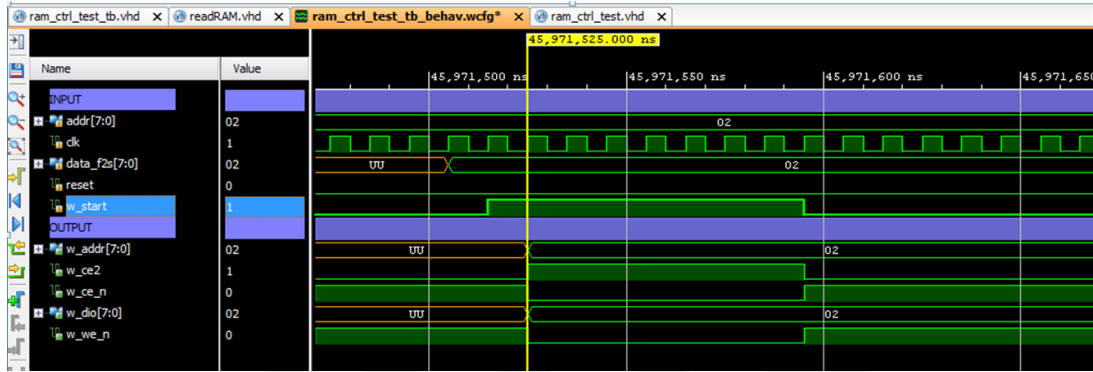 ram_ctrl_test_tb.vhd readRAM.vhd ram_ctrl_test_tb_behav.wcfg* ram_ctrl_test.vhd
45,971,525.000 ns
Name Value
45,971,500 ns 45,971,550 ns 45,971,600 ns 45,971,650
INPUT
addr[7:0] 02 02
clk 1
data_f2s[7:0] 02 UU 02
reset 0
w_start 1
OUTPUT
w_addr[7:0] 02 UU 02
w_ce2 1
w_ce_n 0
w_dio[7:0] 02 UU 02
w_we_n 0